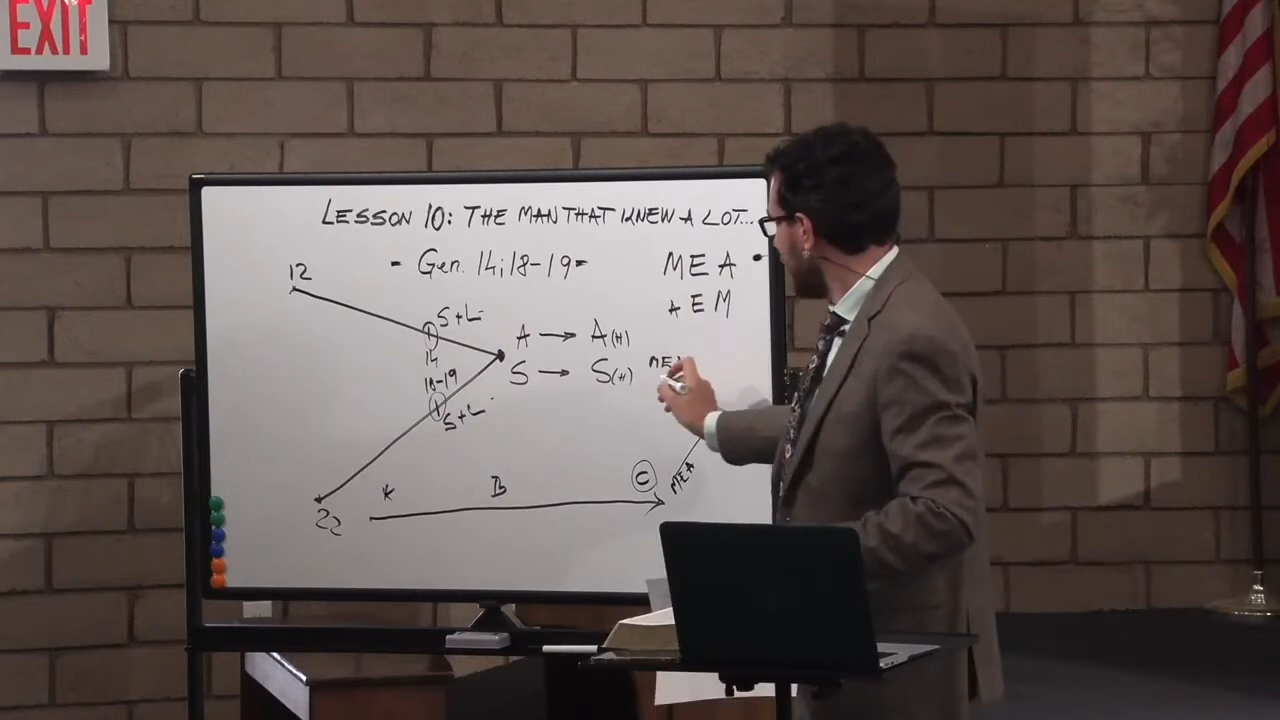 EXIT
LESSON 10: THE MAN THAT KNEW A LOT...
- Gen. 14; 18-19 -
MEA
AEM
12
S+L
14
A → A(H)
18-19
S → S(H)
S+L
22
B
C
MEA